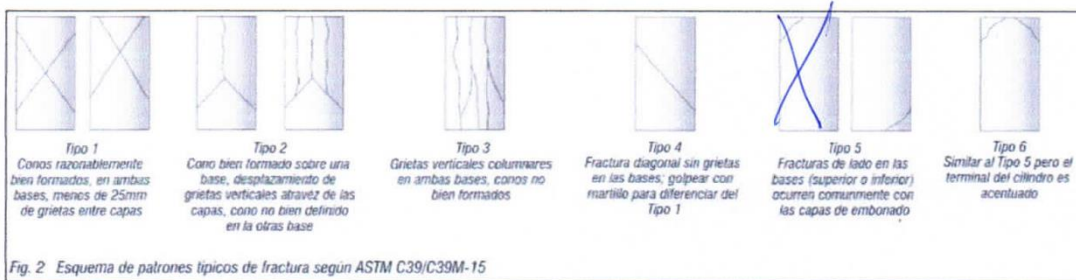 Tipo 1
Conos razonablemente
bien formados, en ambas
bases, menos de 25mm
de grietas entre capas
Tipo 2
Cono bien formado sobre una
base, desplazamiento de
grietas verticales atravez de las
capas, cono no bien definido
en la otras base
Tipo 3
Grietas verticales columnares
en ambas bases, conos no
bien formados
Tipo 4
Fractura diagonal sin grietas
en las bases; golpear con
martillo para diferenciar del
Tipo 1
Tipo 5
Fracturas de lado en las
bases (superior o inferior)
ocurren comunmente con
las capas de embonado
Tipo 6
Similar al Tipo 5 pero el
terminal del cilindro es
acentuado
Fig. 2 Esquema de patrones tipicos de fractura según ASTM C39/C39M-15